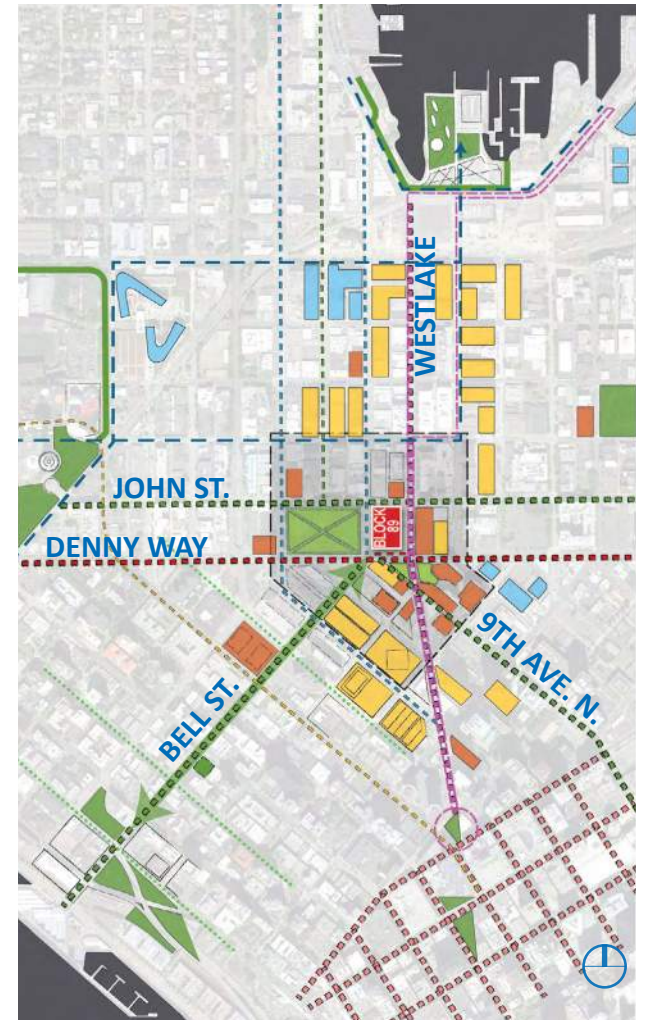 WESTLAKE
JOHN ST.
BLOCK
89
DENNY WAY
9TH AVE. N.
BELL ST.